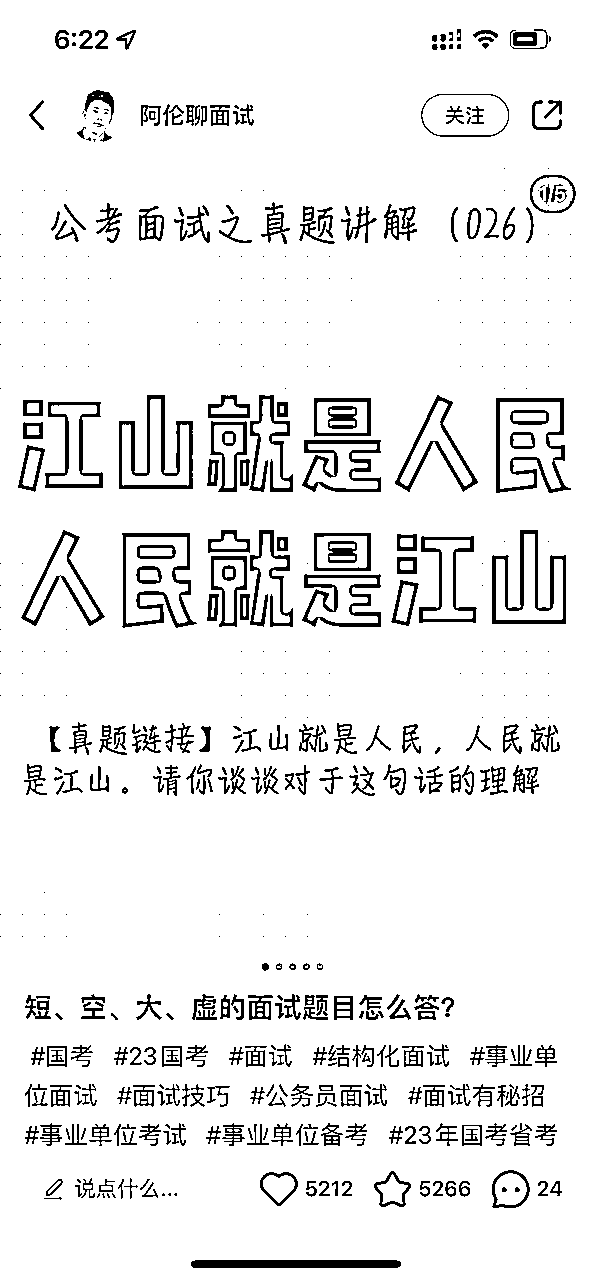 6:22
阿伦聊面试
关注
1/5
公考面试之真题讲解（026）
江山就是人民
人民就是江山
【真题链接】江山就是人民，人民就
是江山。请你谈谈对于这句话的理解
短、空、大、虚的面试题目怎么答？
#国考 #23国考 #面试 #结构化面试 #事业单
位面试 #面试技巧 #公务员面试 #面试有秘招
#事业单位考试 #事业单位备考 #23年国考省考
说点什么... 5212 5266 24